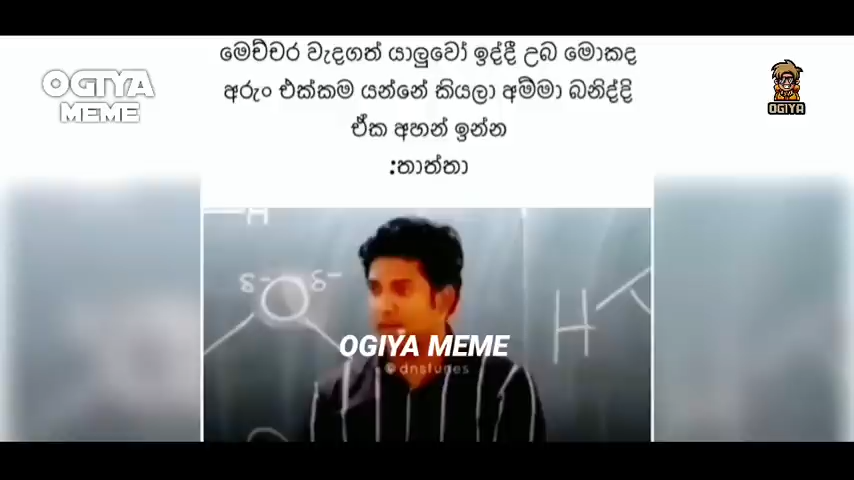 මෙච්චර වැදගත් යාලුවෝ ඉද්දී උබ මොකද
අරුං එක්කම යන්නේ කියලා අම්මා බනිද්දි
ඒක අහන් ඉන්න
:තාත්තා
OGIYA
MEME
OGIYA
H
δ⁻ δ⁻
H
OGIYA MEME
©dnsfunes